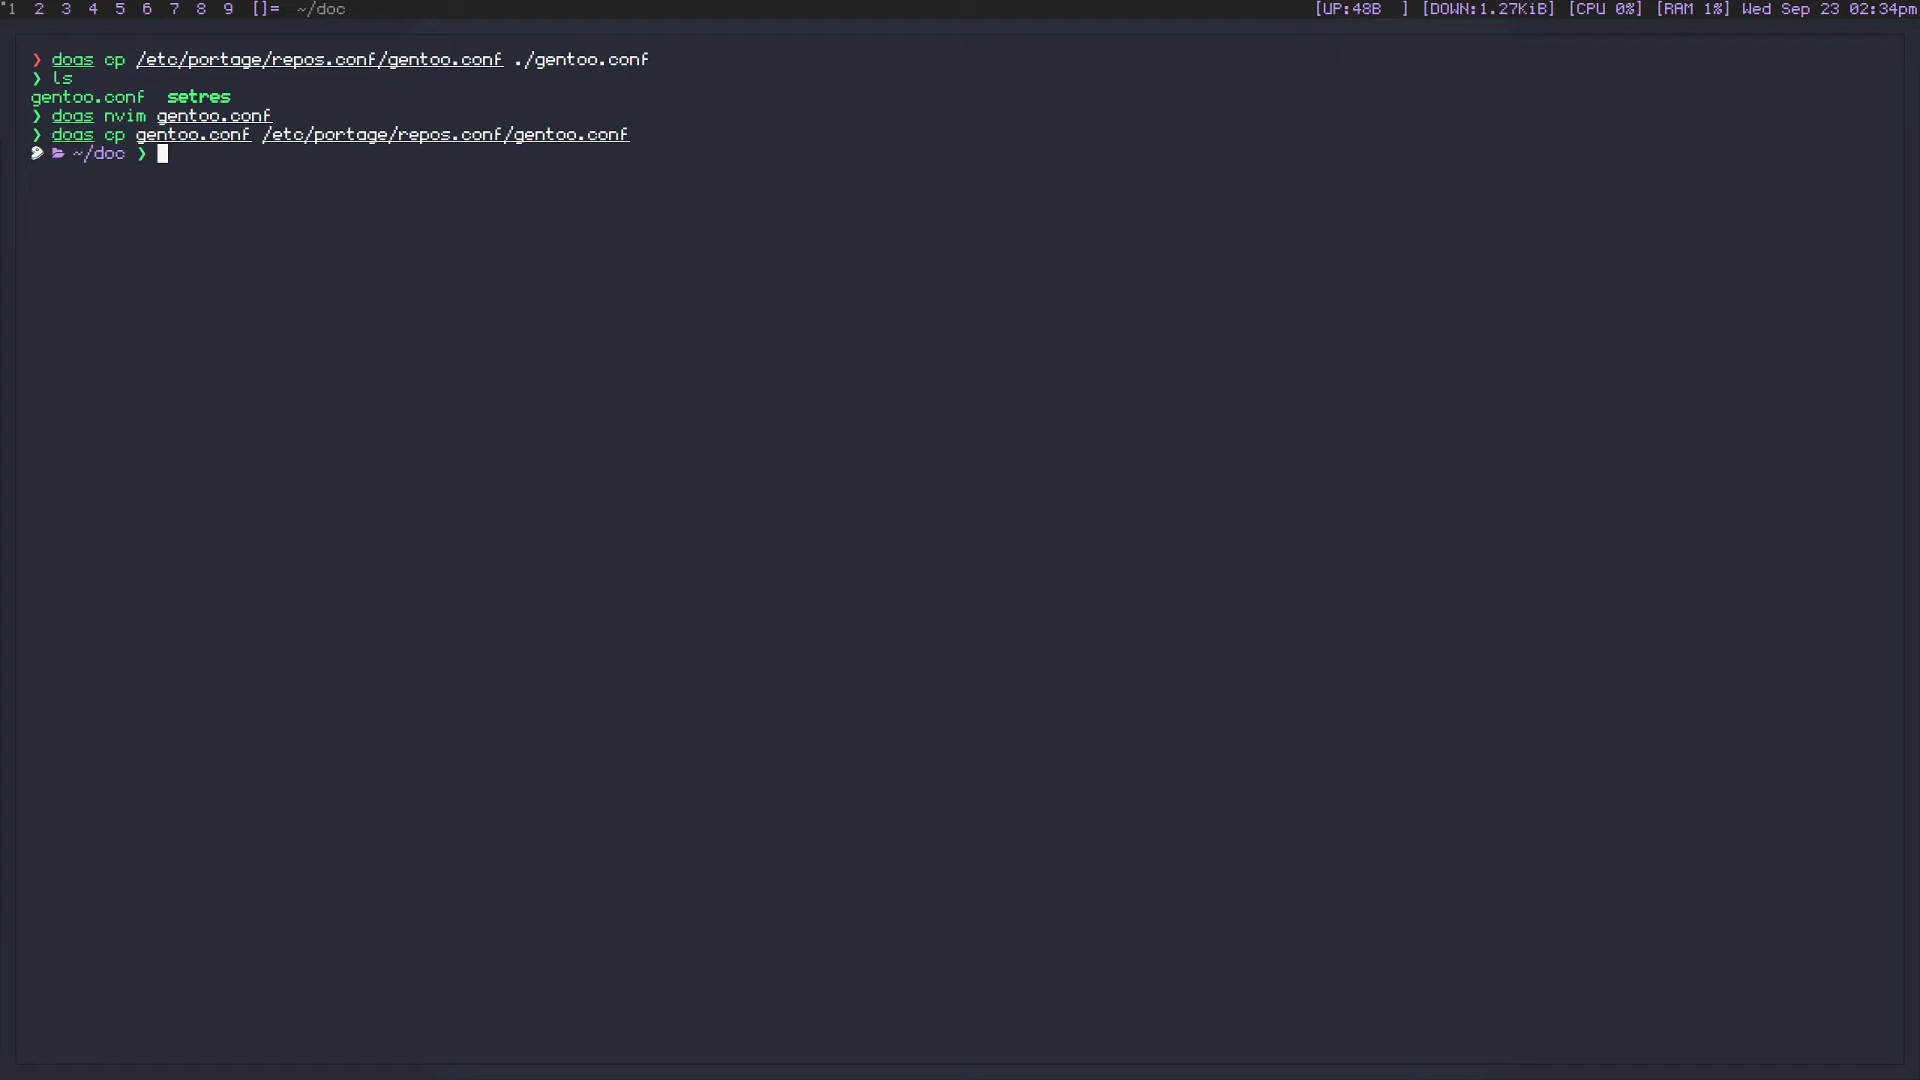 1 2 3 4 5 6 7 8 9 []= ~/doc [UP:48B ] [DOWN:1.27KiB] [CPU 0%] [RAM 1%] Wed Sep 23 02:34pm
❯ doas cp /etc/portage/repos.conf/gentoo.conf ./gentoo.conf
❯ ls
gentoo.conf setres
❯ doas nvim gentoo.conf
❯ doas cp gentoo.conf /etc/portage/repos.conf/gentoo.conf
~/doc ❯